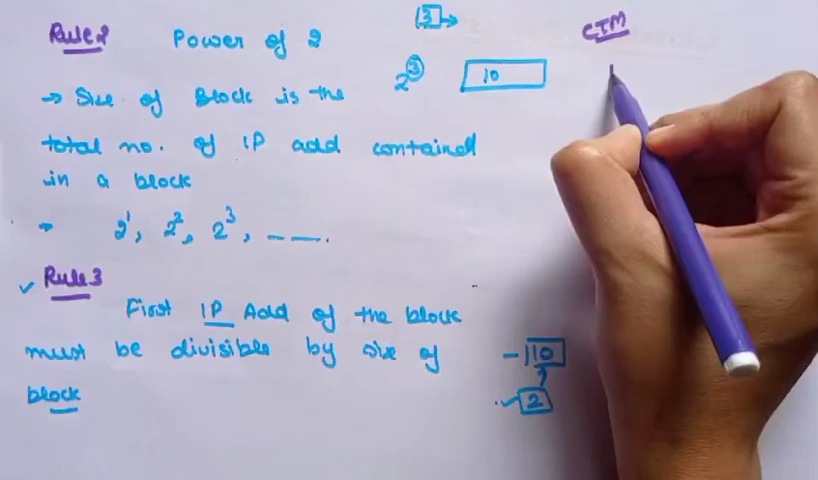 13
CTM
Rule2 Power of 2
2³ 10
→ Size of Block is the
total no. of IP add contained
in a block
2¹, 2², 2³, — — .
✓ Rule3
First IP Add of the block
must be divisible by size of
block
- 110
✓ 2